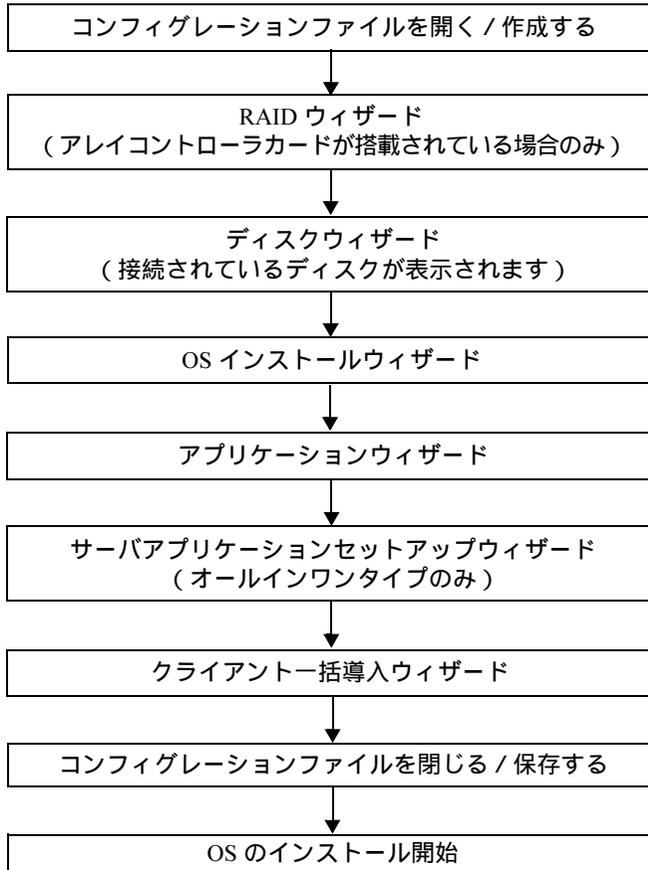 コンフィグレーションファイルを開く / 作成する
RAID ウィザード
( アレイコントローラカードが搭載されている場合のみ )
ディスクウィザード
( 接続されているディスクが表示されます )
OS インストールウィザード
アプリケーションウィザード
サーバアプリケーションセットアップウィザード
( オールインワンタイプのみ )
クライアント一括導入ウィザード
コンフィグレーションファイルを閉じる / 保存する
OS のインストール開始